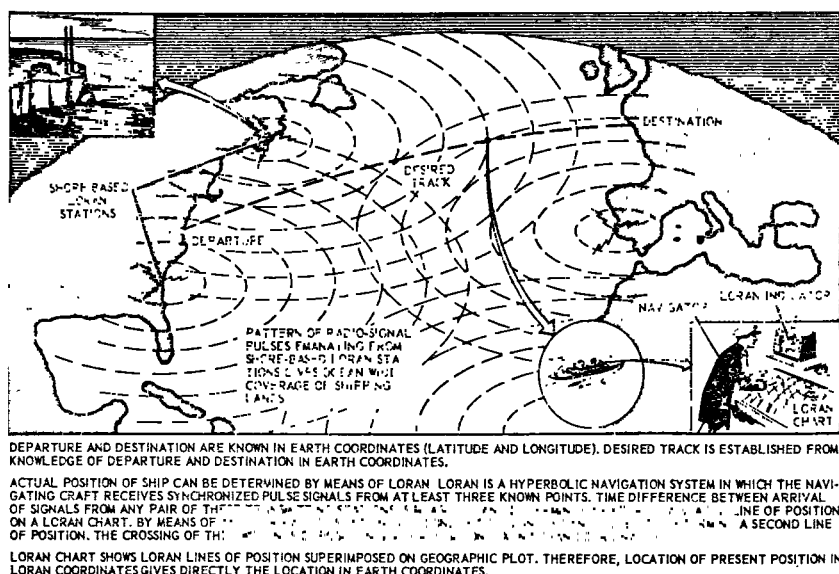 DESTINATION
DESIRED
TRACK
SHORE BASED
LORAN
STATIONS
DEPARTURE
NAVIGATOR
LORAN INDICATOR
PATTERN OF RADIO-SIGNAL
PULSES EMANATING FROM
SHORE-BASED LORAN STA
TIONS GIVES OCEAN WIDE
COVERAGE OF SHIPPING
LANES
LORAN
CHART
DEPARTURE AND DESTINATION ARE KNOWN IN EARTH COORDINATES (LATITUDE AND LONGITUDE). DESIRED TRACK IS ESTABLISHED FROM
KNOWLEDGE OF DEPARTURE AND DESTINATION IN EARTH COORDINATES.
ACTUAL POSITION OF SHIP CAN BE DETERMINED BY MEANS OF LORAN LORAN IS A HYPERBOLIC NAVIGATION SYSTEM IN WHICH THE NAVI-
GATING CRAFT RECEIVES SYNCHRONIZED PULSE SIGNALS FROM AT LEAST THREE KNOWN POINTS. TIME DIFFERENCE BETWEEN ARRIVAL
OF SIGNALS FROM ANY PAIR OF LINE OF POSITION
ON A LORAN CHART. BY MEANS OF A SECOND LINE
OF POSITION. THE CROSSING OF
LORAN CHART SHOWS LORAN LINES OF POSITION SUPERIMPOSED ON GEOGRAPHIC PLOT. THEREFORE, LOCATION OF PRESENT POSITION IN
LORAN COORDINATES GIVES DIRECTLY THE LOCATION IN EARTH COORDINATES.